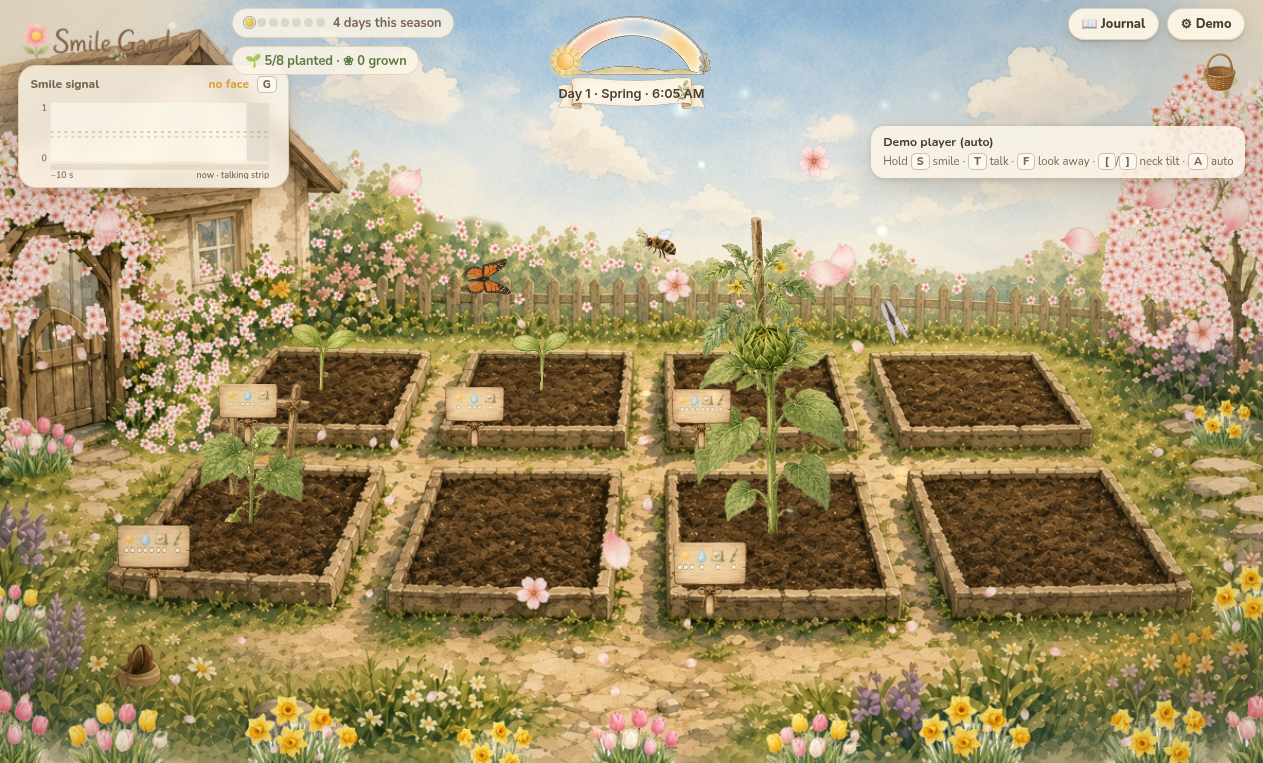 Smile Garde
4 days this season
5/8 planted · 0 grown
Smile signal no face G
1
0
−10 s now · talking strip
Day 1 · Spring · 6:05 AM
Journal
Demo
Demo player (auto)
Hold S smile · T talk · F look away · [ / ] neck tilt · A auto